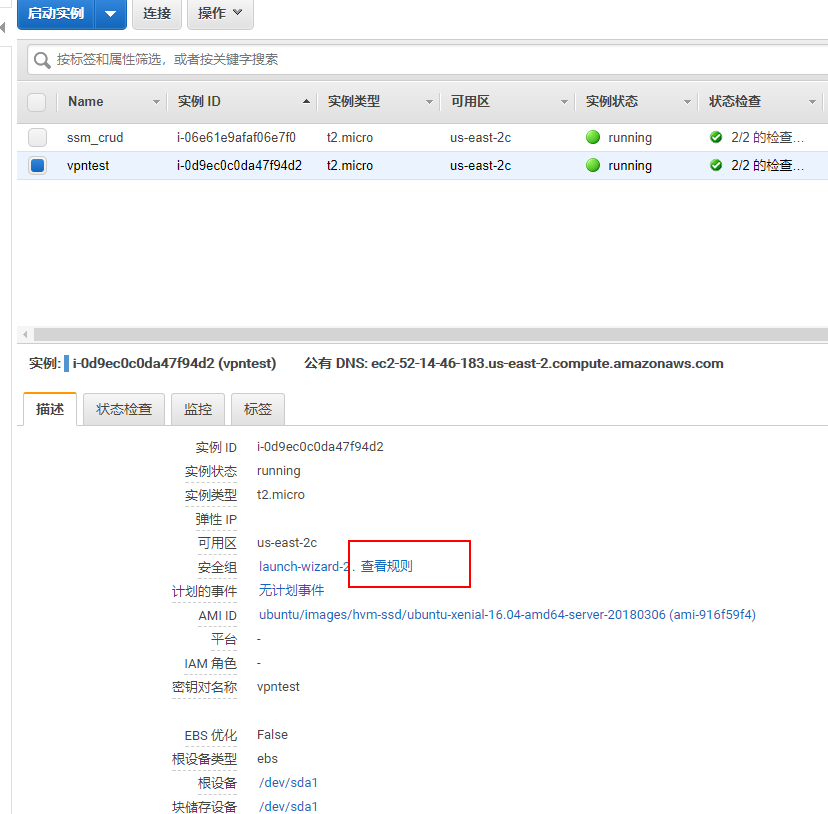 启动实例 连接 操作
按标签和属性筛选，或者按关键字搜索
Name 实例 ID 实例类型 可用区 实例状态 状态检查
ssm_crud i-06e61e9afaf06e7f0 t2.micro us-east-2c running 2/2 的检查...
vpntest i-0d9ec0c0da47f94d2 t2.micro us-east-2c running 2/2 的检查...
实例: i-0d9ec0c0da47f94d2 (vpntest) 公有 DNS: ec2-52-14-46-183.us-east-2.compute.amazonaws.com
描述 状态检查 监控 标签
实例 ID i-0d9ec0c0da47f94d2
实例状态 running
实例类型 t2.micro
弹性 IP
可用区 us-east-2c
安全组 launch-wizard-2. 查看规则
计划的事件 无计划事件
AMI ID ubuntu/images/hvm-ssd/ubuntu-xenial-16.04-amd64-server-20180306 (ami-916f59f4)
平台 -
IAM 角色 -
密钥对名称 vpntest
EBS 优化 False
根设备类型 ebs
根设备 /dev/sda1
块储存设备 /dev/sda1